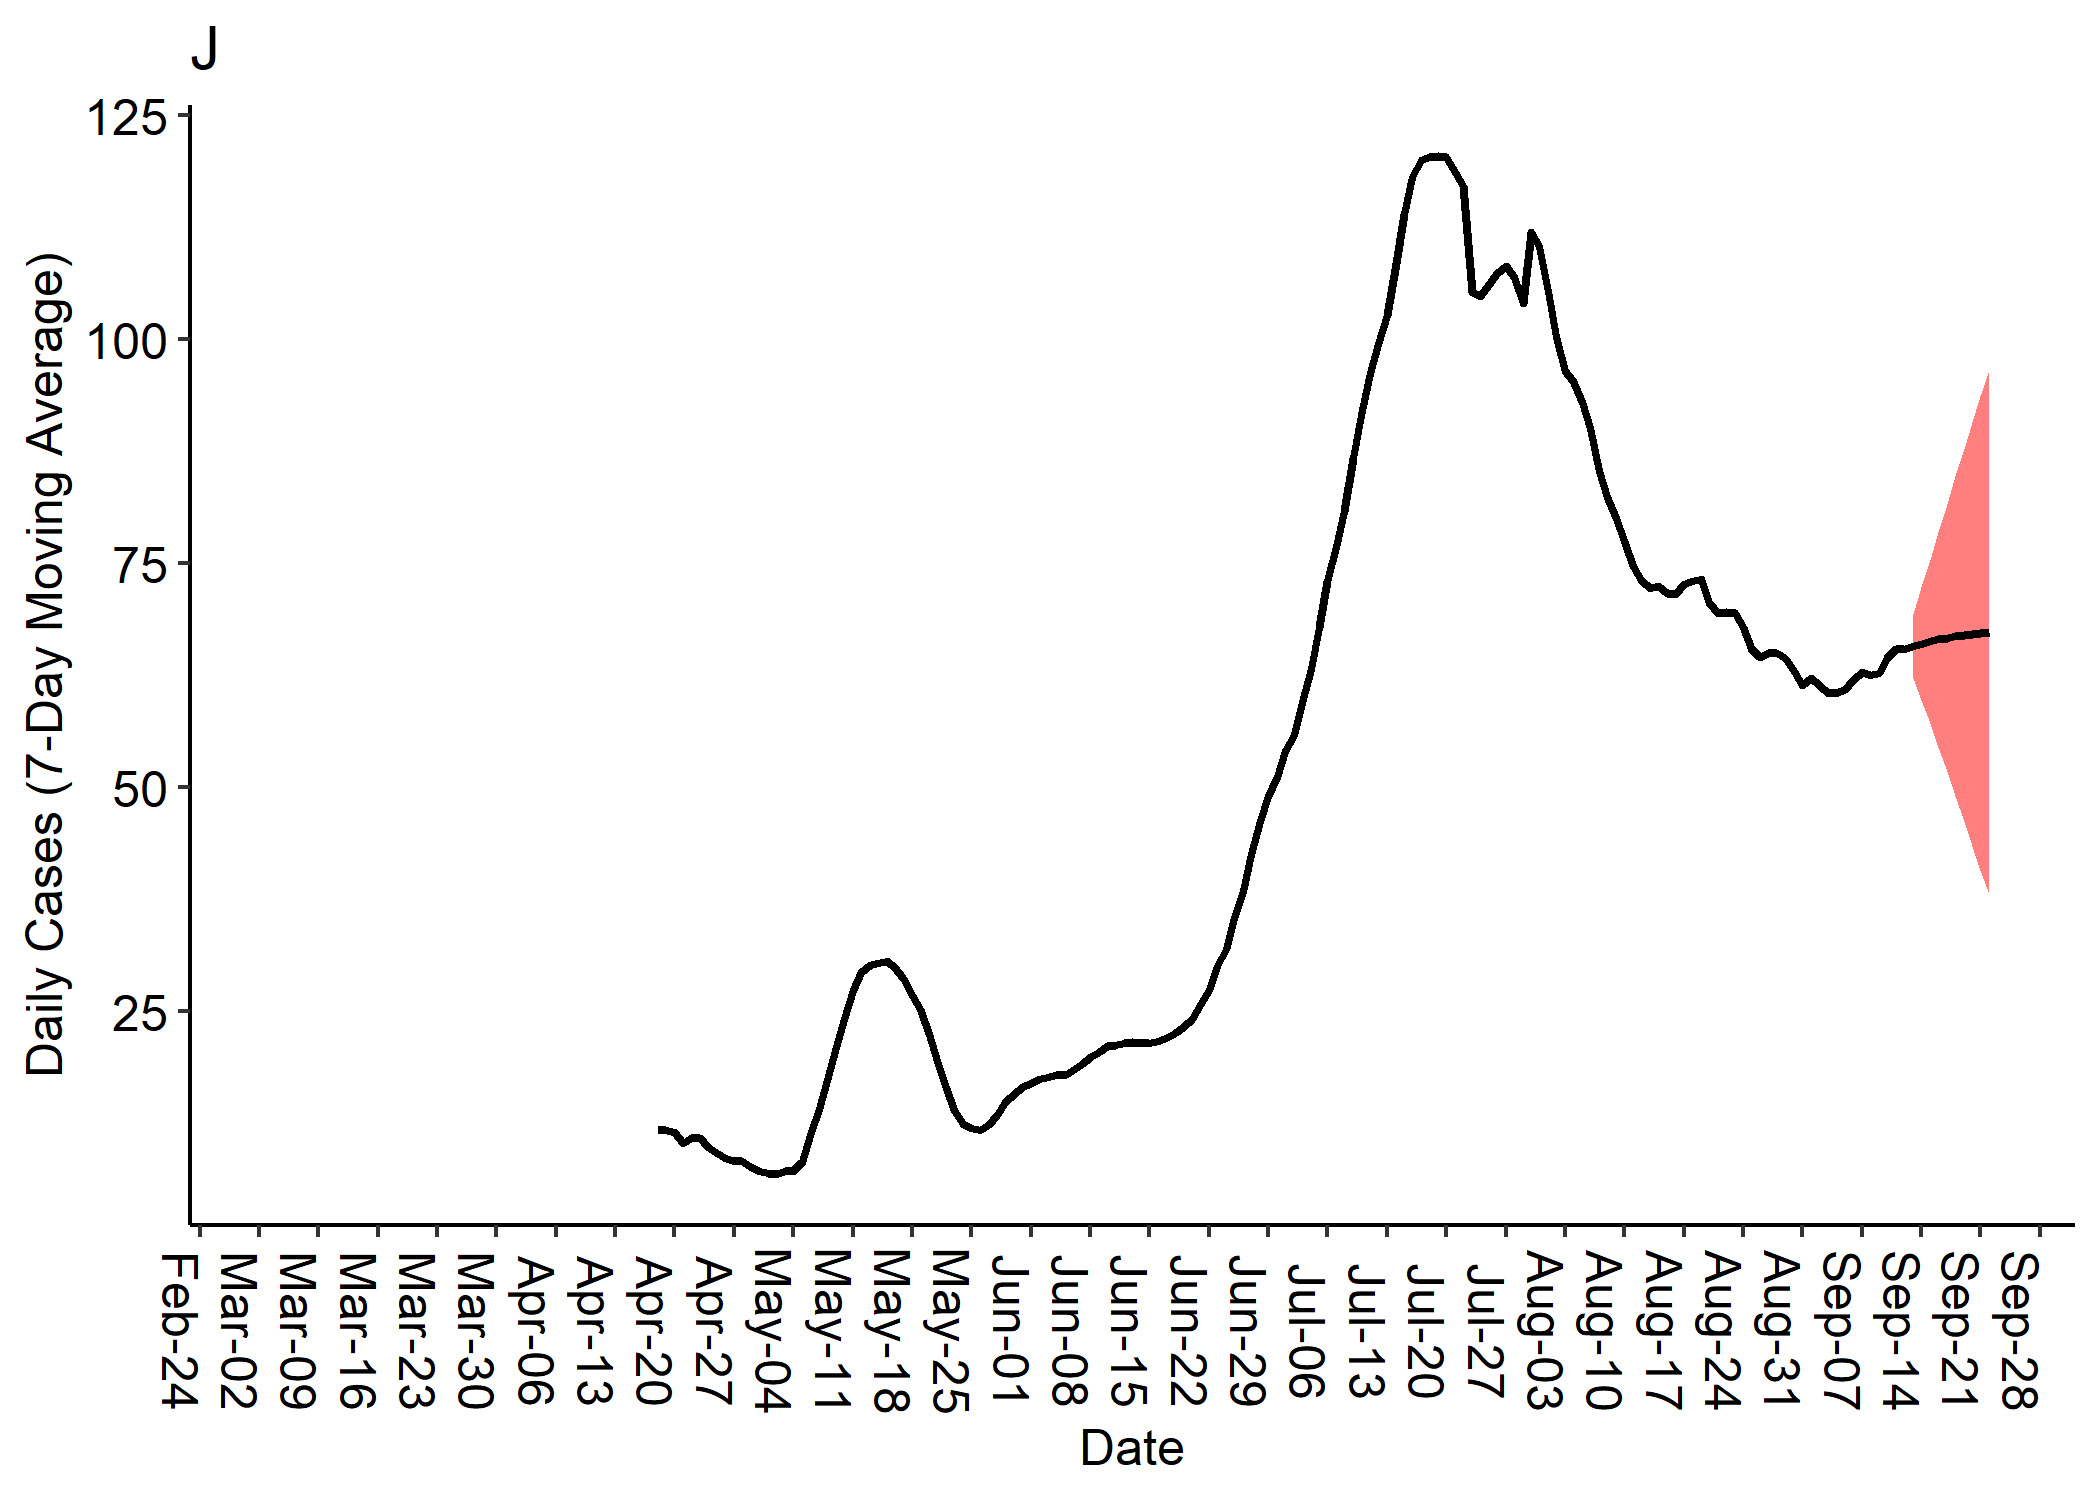 J
Daily Cases (7-Day Moving Average)
125
100
75
50
25
Feb-24
Mar-02
Mar-09
Mar-16
Mar-23
Mar-30
Apr-06
Apr-13
Apr-20
Apr-27
May-04
May-11
May-18
May-25
Jun-01
Jun-08
Jun-15
Jun-22
Jun-29
Jul-06
Jul-13
Jul-20
Jul-27
Aug-03
Aug-10
Aug-17
Aug-24
Aug-31
Sep-07
Sep-14
Sep-21
Sep-28
Date